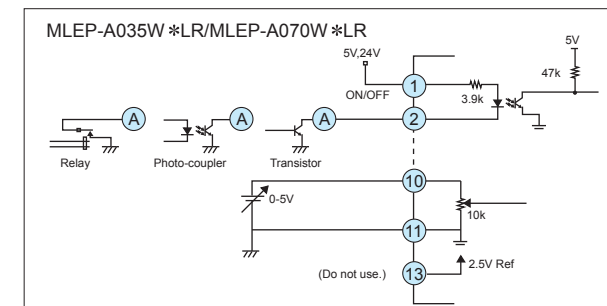 MLEP-A035W *LR/MLEP-A070W *LR
5V,24V
5V
47k
1
ON/OFF
3.9k
A
A
A
2
Relay
Photo-coupler
Transistor
10
0-5V
10k
11
2.5V Ref
(Do not use.)
13